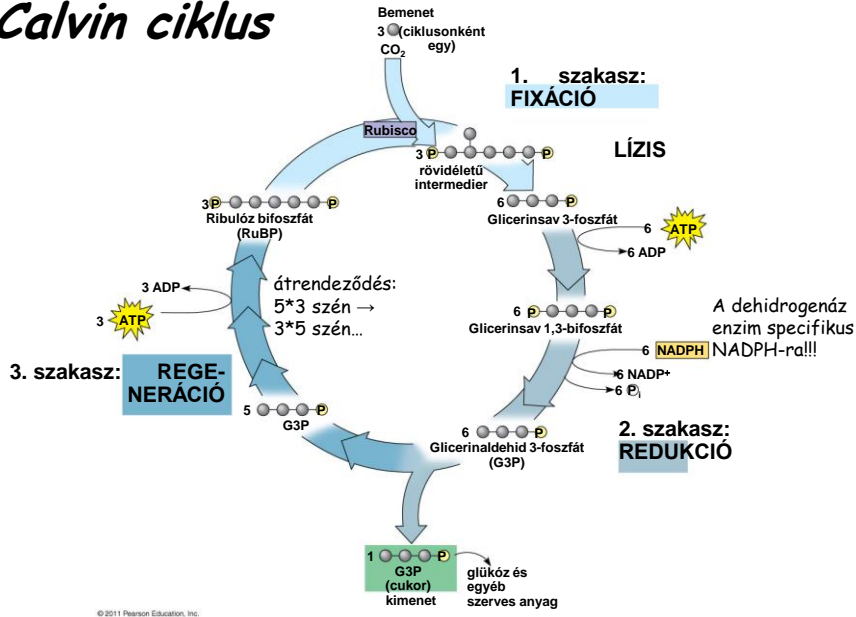 Calvin ciklus
Bemenet
3 (ciklusonként
egy)
CO2
1. szakasz:
FIXÁCIÓ
Rubisco
3 P P
rövidéletű
intermedier
LÍZIS
3P P
Ribulóz bifoszfát
(RuBP)
6 P
Glicerinsav 3-foszfát
6 ATP
6 ADP
3 ADP
3 ATP
átrendeződés:
5*3 szén →
3*5 szén…
6 P P
Glicerinsav 1,3-bifoszfát
A dehidrogenáz
enzim specifikus
NADPH-ra!!!
6 NADPH
6 NADP+
6 Pi
3. szakasz: REGE-
NERÁCIÓ
5 P
G3P
6 P
Glicerinaldehid 3-foszfát
(G3P)
2. szakasz:
REDUKCIÓ
1 P
G3P
(cukor)
kimenet
glükóz és
egyéb
szerves anyag
© 2011 Pearson Education, Inc.